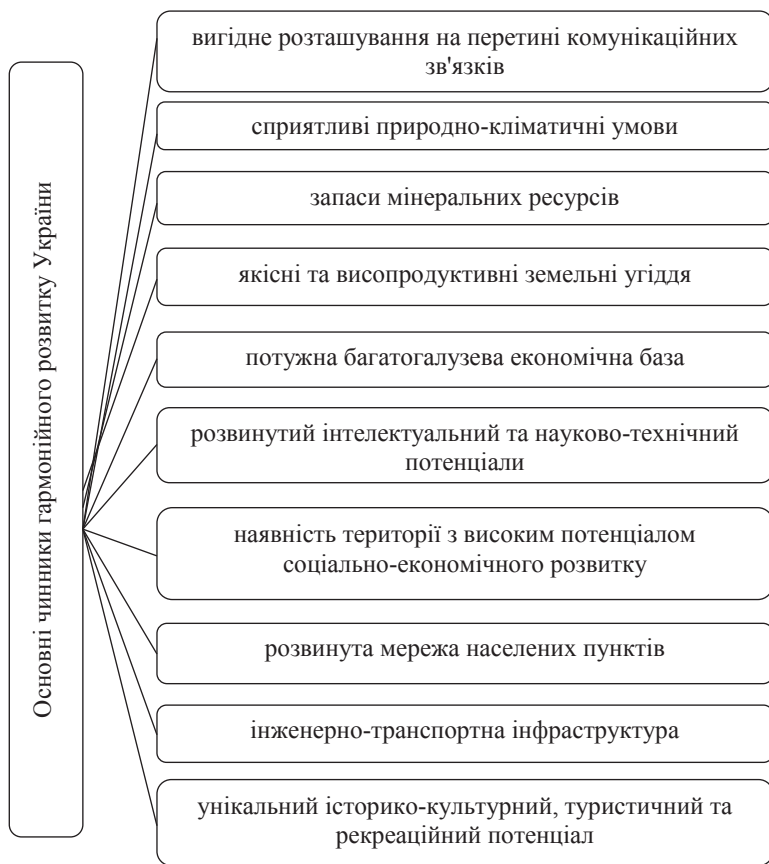 Основні чинники гармонійного розвитку України
вигідне розташування на перетині комунікаційних
зв'язків
сприятливі природно-кліматичні умови
запаси мінеральних ресурсів
якісні та висопродуктивні земельні угіддя
потужна багатогалузева економічна база
розвинутий інтелектуальний та науково-технічний
потенціали
наявність території з високим потенціалом
соціально-економічного розвитку
розвинута мережа населених пунктів
інженерно-транспортна інфраструктура
унікальний історико-культурний, туристичний та
рекреаційний потенціал